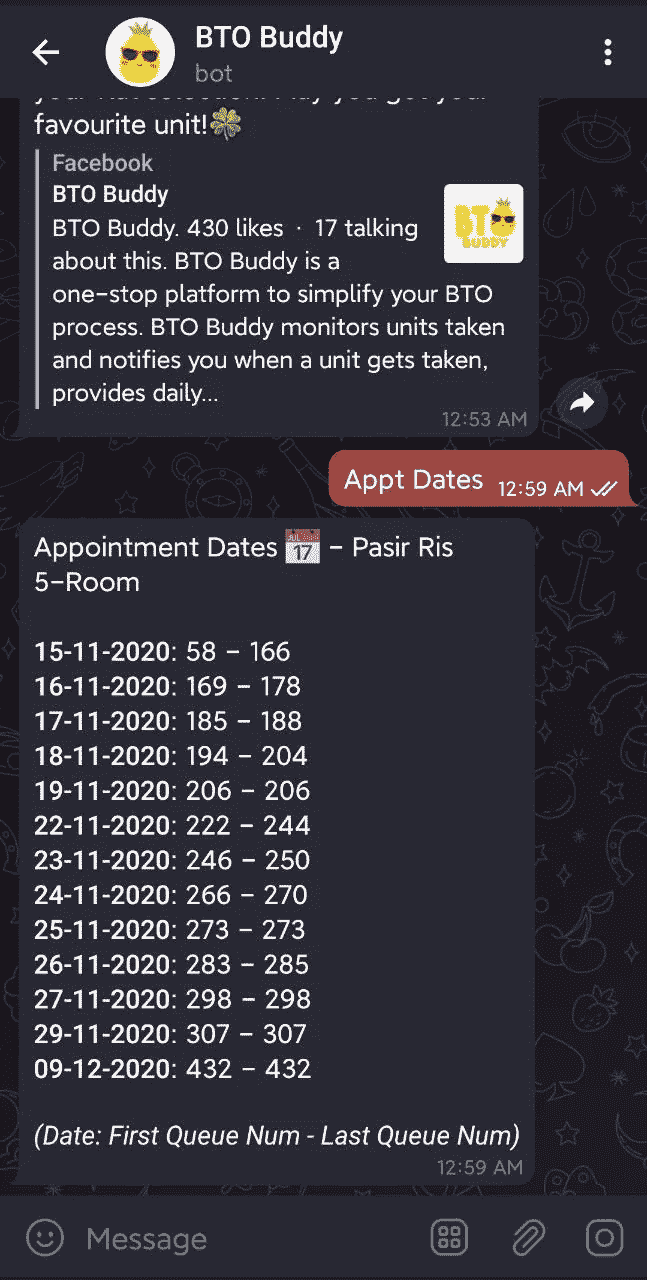 BTO Buddy
bot
favourite unit!🍀
Facebook
BTO Buddy
BTO Buddy. 430 likes · 17 talking
about this. BTO Buddy is a
one-stop platform to simplify your BTO
process. BTO Buddy monitors units taken
and notifies you when a unit gets taken,
provides daily...
BTO
BUDDY
12:53 AM
Appt Dates 12:59 AM
Appointment Dates 📅 – Pasir Ris
5-Room
15-11-2020: 58 – 166
16-11-2020: 169 – 178
17-11-2020: 185 – 188
18-11-2020: 194 – 204
19-11-2020: 206 – 206
22-11-2020: 222 – 244
23-11-2020: 246 – 250
24-11-2020: 266 – 270
25-11-2020: 273 – 273
26-11-2020: 283 – 285
27-11-2020: 298 – 298
29-11-2020: 307 – 307
09-12-2020: 432 – 432
(Date: First Queue Num - Last Queue Num)
12:59 AM
Message